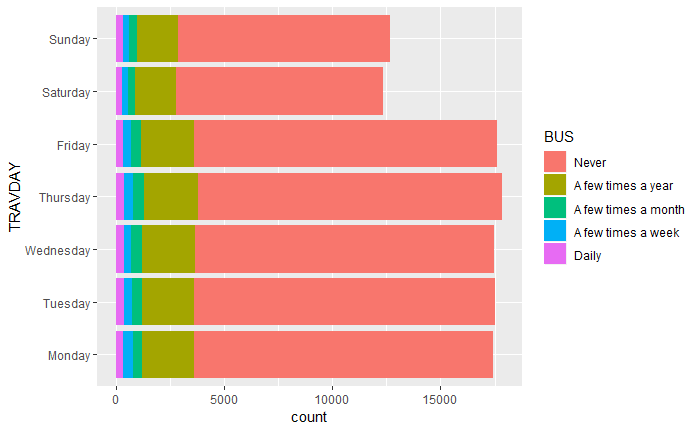 TRAVDAY
Sunday
Saturday
Friday
Thursday
Wednesday
Tuesday
Monday
0 5000 10000 15000
count
BUS
Never
A few times a year
A few times a month
A few times a week
Daily